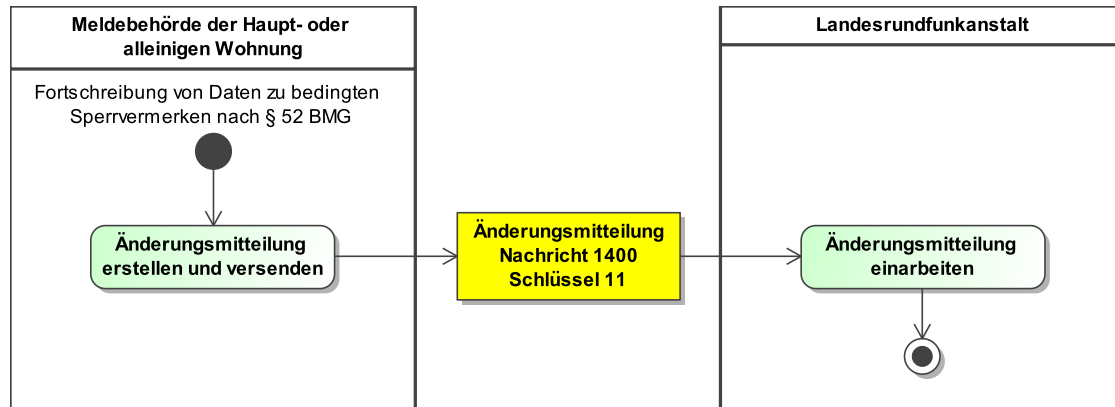 Meldebehörde der Haupt- oder
alleinigen Wohnung
Fortschreibung von Daten zu bedingten
Sperrvermerken nach § 52 BMG
Änderungsmitteilung
erstellen und versenden
Änderungsmitteilung
Nachricht 1400
Schlüssel 11
Landesrundfunkanstalt
Änderungsmitteilung
einarbeiten